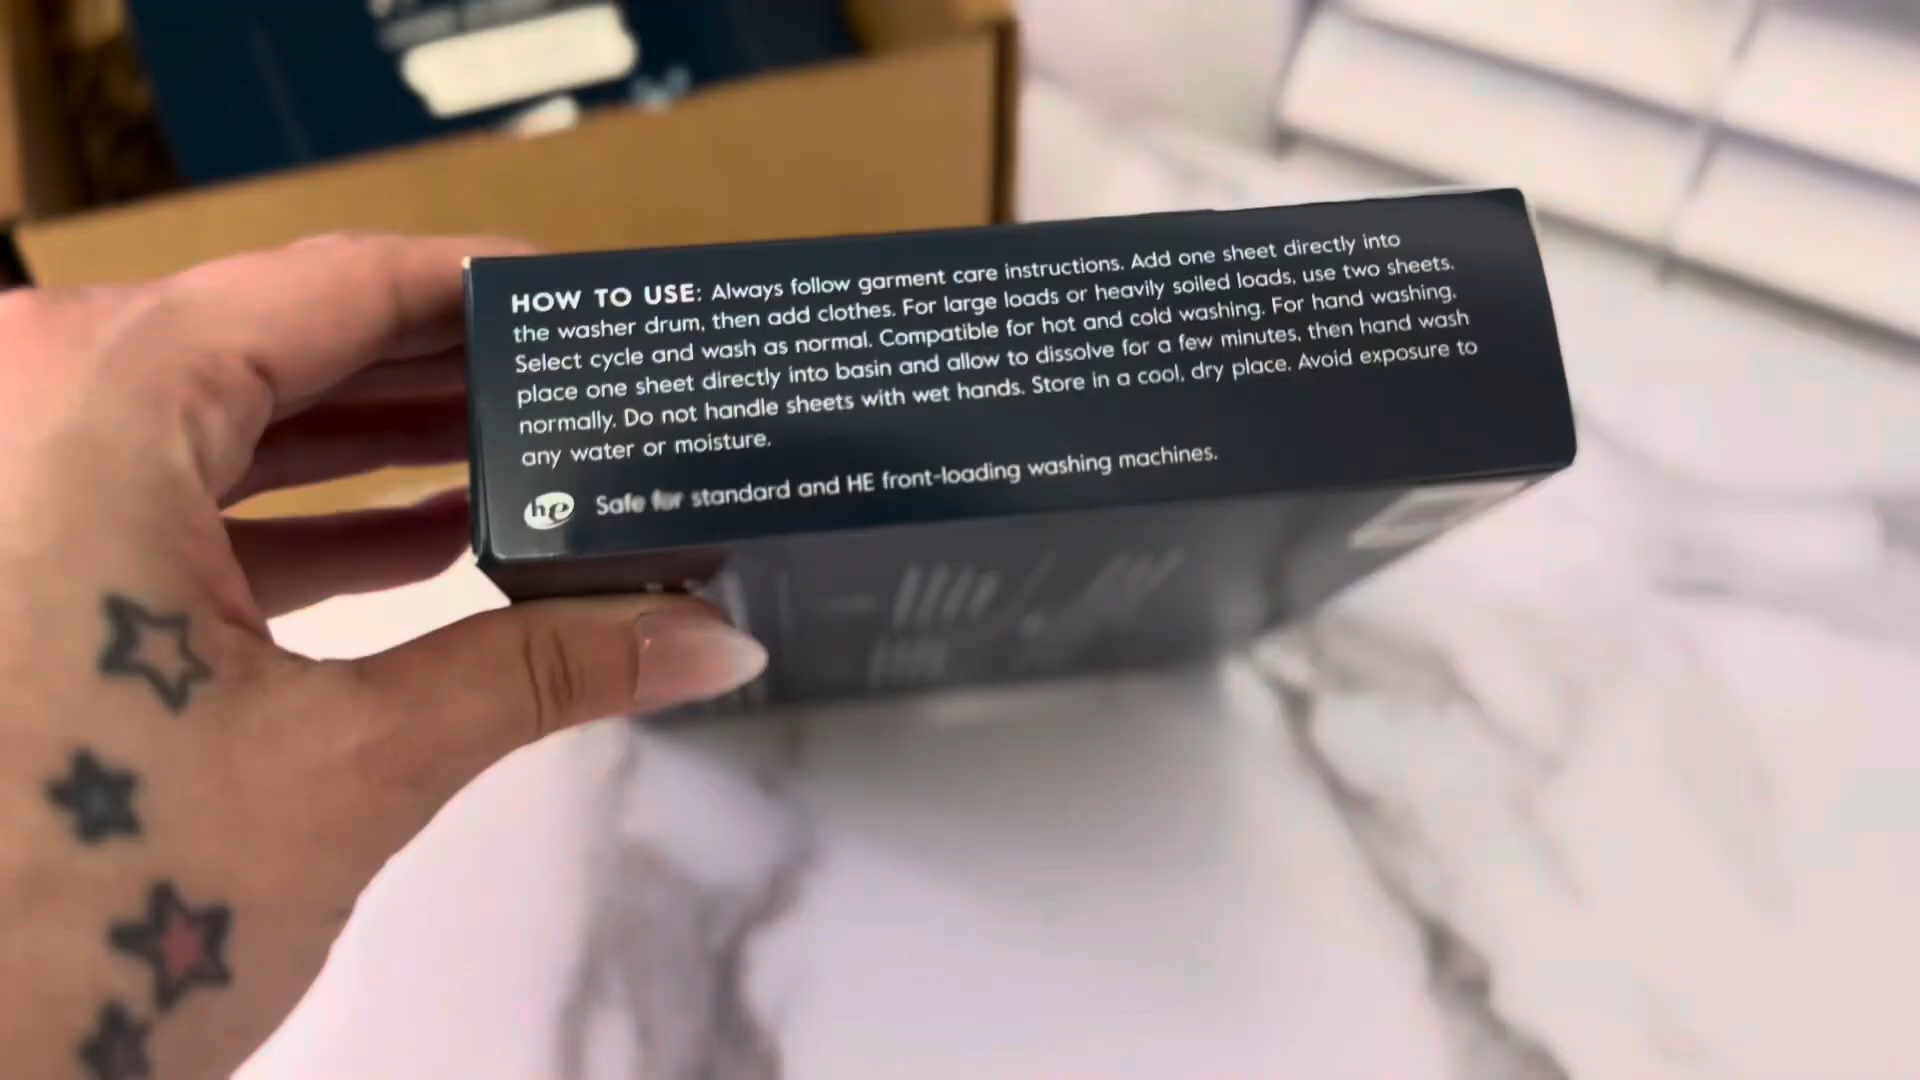 HOW TO USE: Always follow garment care instructions. Add one sheet directly into
the washer drum, then add clothes. For large loads or heavily soiled loads, use two sheets.
Select cycle and wash as normal. Compatible for hot and cold washing. For hand washing,
place one sheet directly into basin and allow to dissolve for a few minutes, then hand wash
normally. Do not handle sheets with wet hands. Store in a cool, dry place. Avoid exposure to
any water or moisture.
he Safe for standard and HE front-loading washing machines.